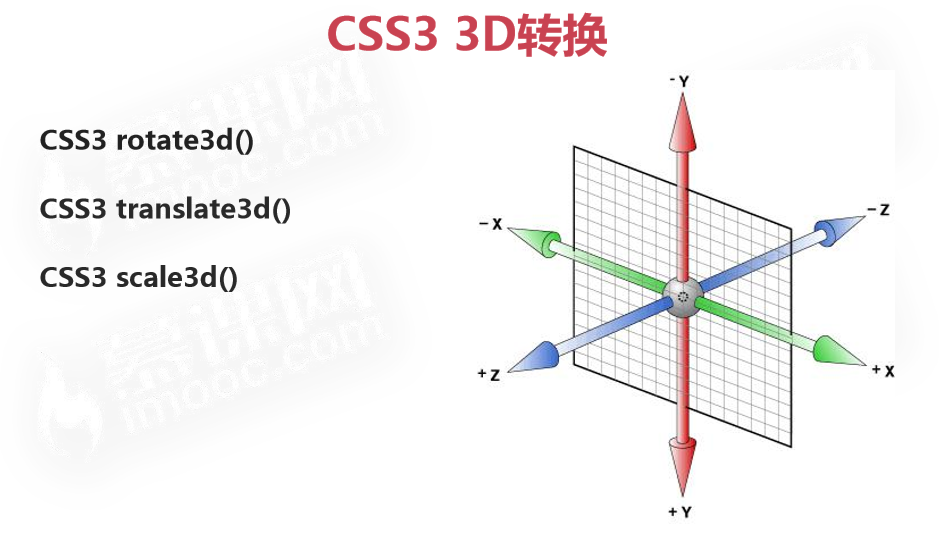 CSS3 3D转换
CSS3 rotate3d()
CSS3 translate3d()
CSS3 scale3d()
- Y
- Z
- X
+ Z
+ X
+ Y
慕课网
imooc.com
慕课网
imooc.com